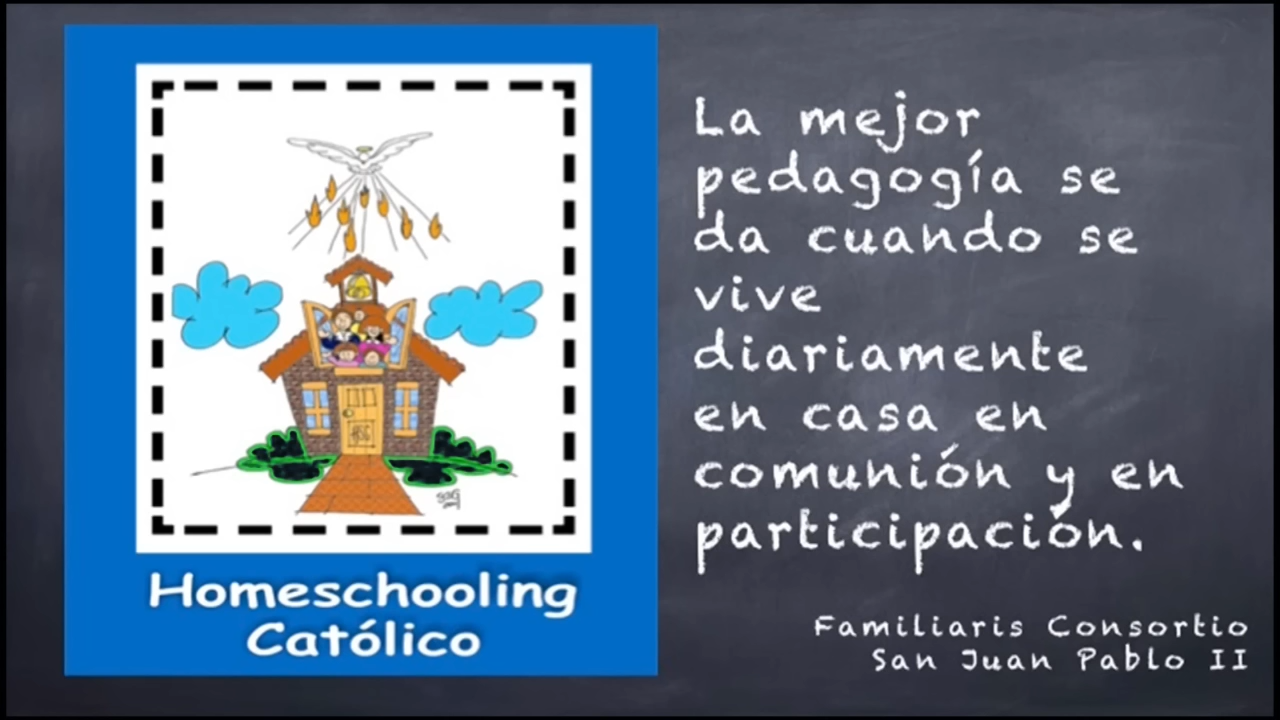 Homeschooling
Católico
La mejor
pedagogía se
da cuando se
vive
diariamente
en casa en
comunión y en
participación.
Familiaris Consortio
San Juan Pablo II